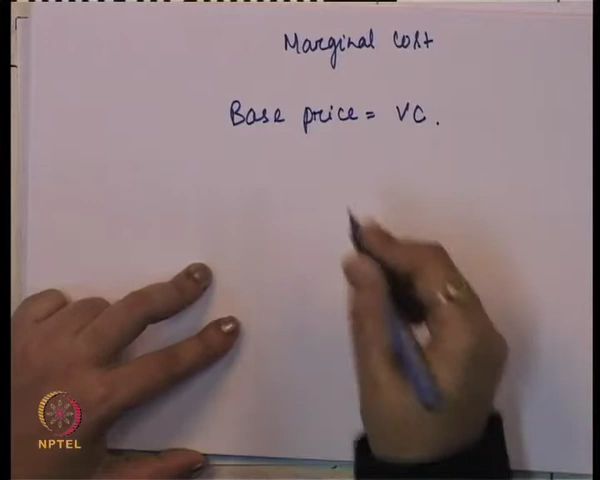 Marginal cost
Base price = VC.
NPTEL